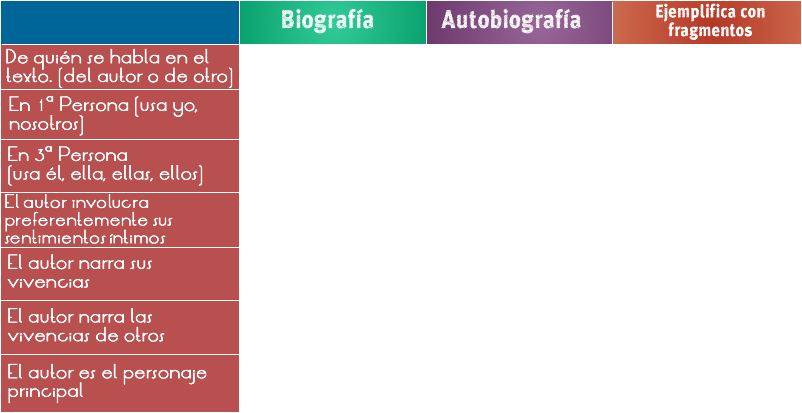 Biografía
Autobiografía
Ejemplifica con
fragmentos
De quién se habla en el
texto. (del autor o de otro)
En 1ª Persona (usa yo,
nosotros)
En 3ª Persona
(usa él, ella, ellas, ellos)
El autor involucra
preferentemente sus
sentimientos íntimos
El autor narra sus
vivencias
El autor narra las
vivencias de otros
El autor es el personaje
principal